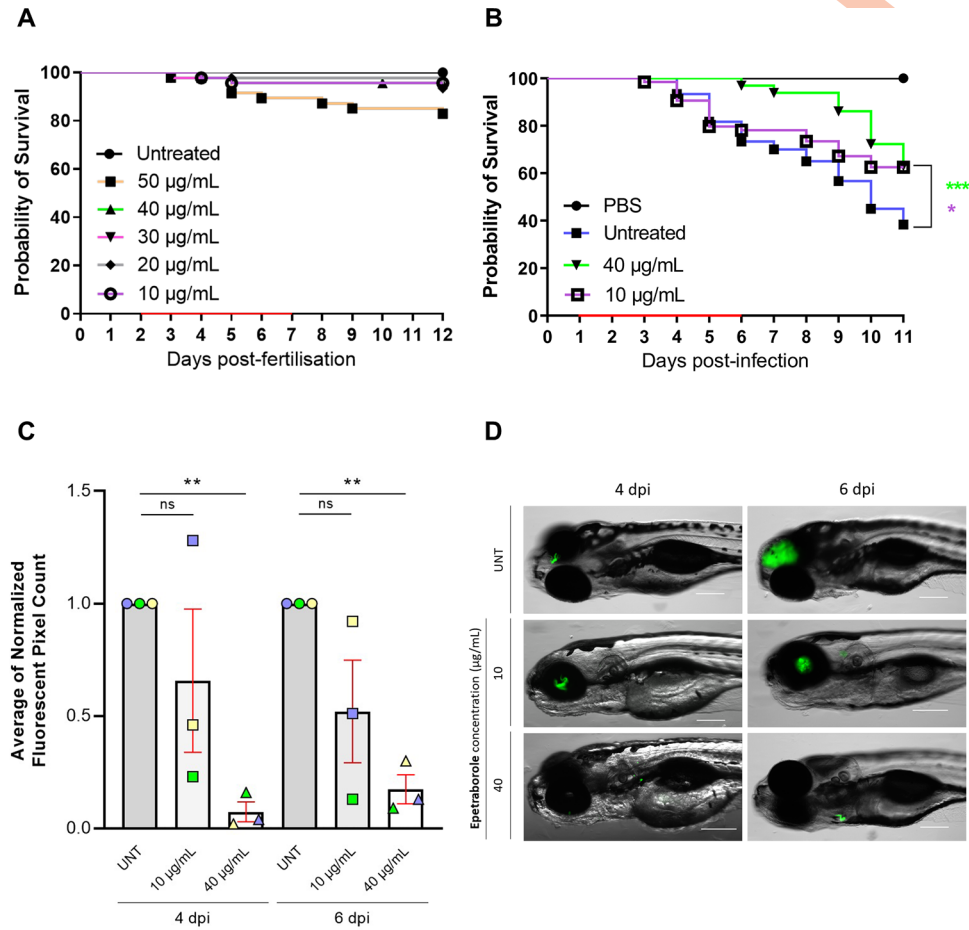 A
Probability of Survival
100
80
60
40
20
0
Untreated
50 µg/mL
40 µg/mL
30 µg/mL
20 µg/mL
10 µg/mL
0 1 2 3 4 5 6 7 8 9 10 11 12
Days post-fertilisation
B
Probability of Survival
100
80
60
40
20
0
PBS
Untreated
40 µg/mL
10 µg/mL
***
*
0 1 2 3 4 5 6 7 8 9 10 11
Days post-infection
C
Average of Normalized
Fluorescent Pixel Count
1.5
1.0
0.5
0.0
**
ns
**
ns
UNT
10 µg/mL
40 µg/mL
UNT
10 µg/mL
40 µg/mL
4 dpi
6 dpi
D
4 dpi
6 dpi
UNT
Epetraborole concentration (µg/mL)
10
40